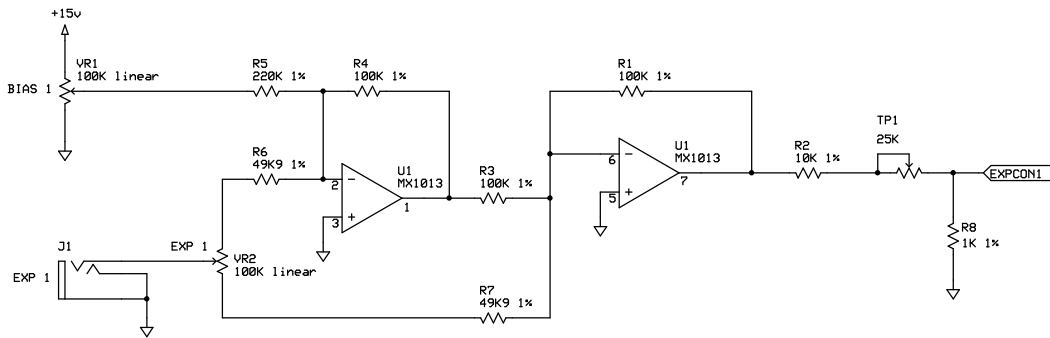 +15v
VR1
100K linear
BIAS 1
R5
220K 1%
R4
100K 1%
R1
100K 1%
TP1
25K
R6
49K9 1%
U1
MX1013
2
3
1
R3
100K 1%
6
5
7
U1
MX1013
R2
10K 1%
EXPCON1
R8
1K 1%
J1
EXP 1
EXP 1
VR2
100K linear
R7
49K9 1%